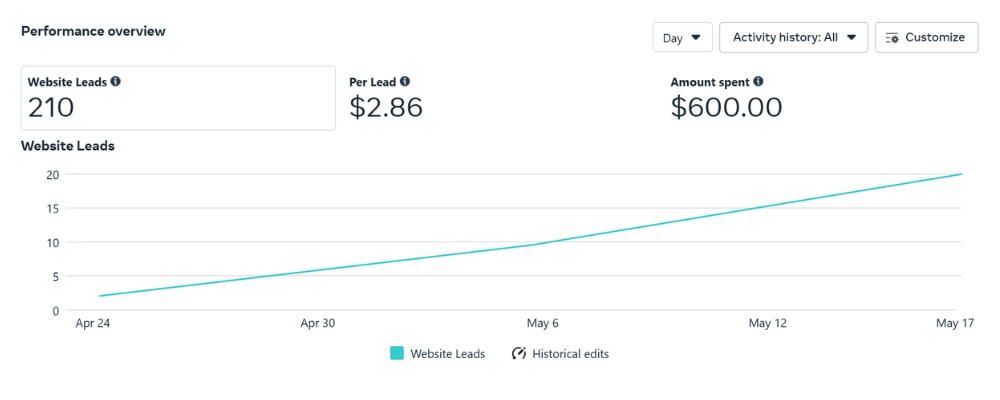 Performance overview
Day
Activity history: All
Customize
Website Leads
210
Per Lead
$2.86
Amount spent
$600.00
Website Leads
20
15
10
5
0
Apr 24
Apr 30
May 6
May 12
May 17
Website Leads
Historical edits